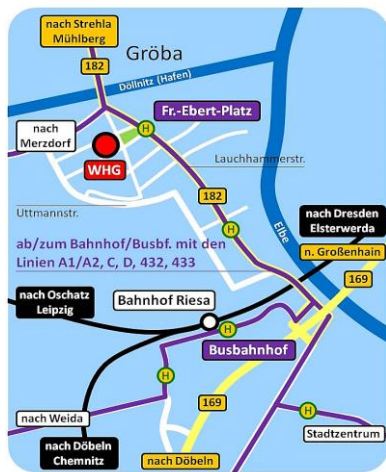 nach Strehla
Mühlberg
182
Gröba
Döllnitz (Hafen)
Fr.-Ebert-Platz
H
nach
Merzdorf
WHG
Lauchhammerstr.
182
Uttmannstr.
H
nach Dresden
Elsterwerda
Elbe
ab/zum Bahnhof/Busbf. mit den
Linien A1/A2, C, D, 432, 433
n. Großenhain
169
nach Oschatz
Leipzig
Bahnhof Riesa
H
Busbahnhof
H
169
nach Weida
H
Stadtzentrum
nach Döbeln
Chemnitz
nach Döbeln